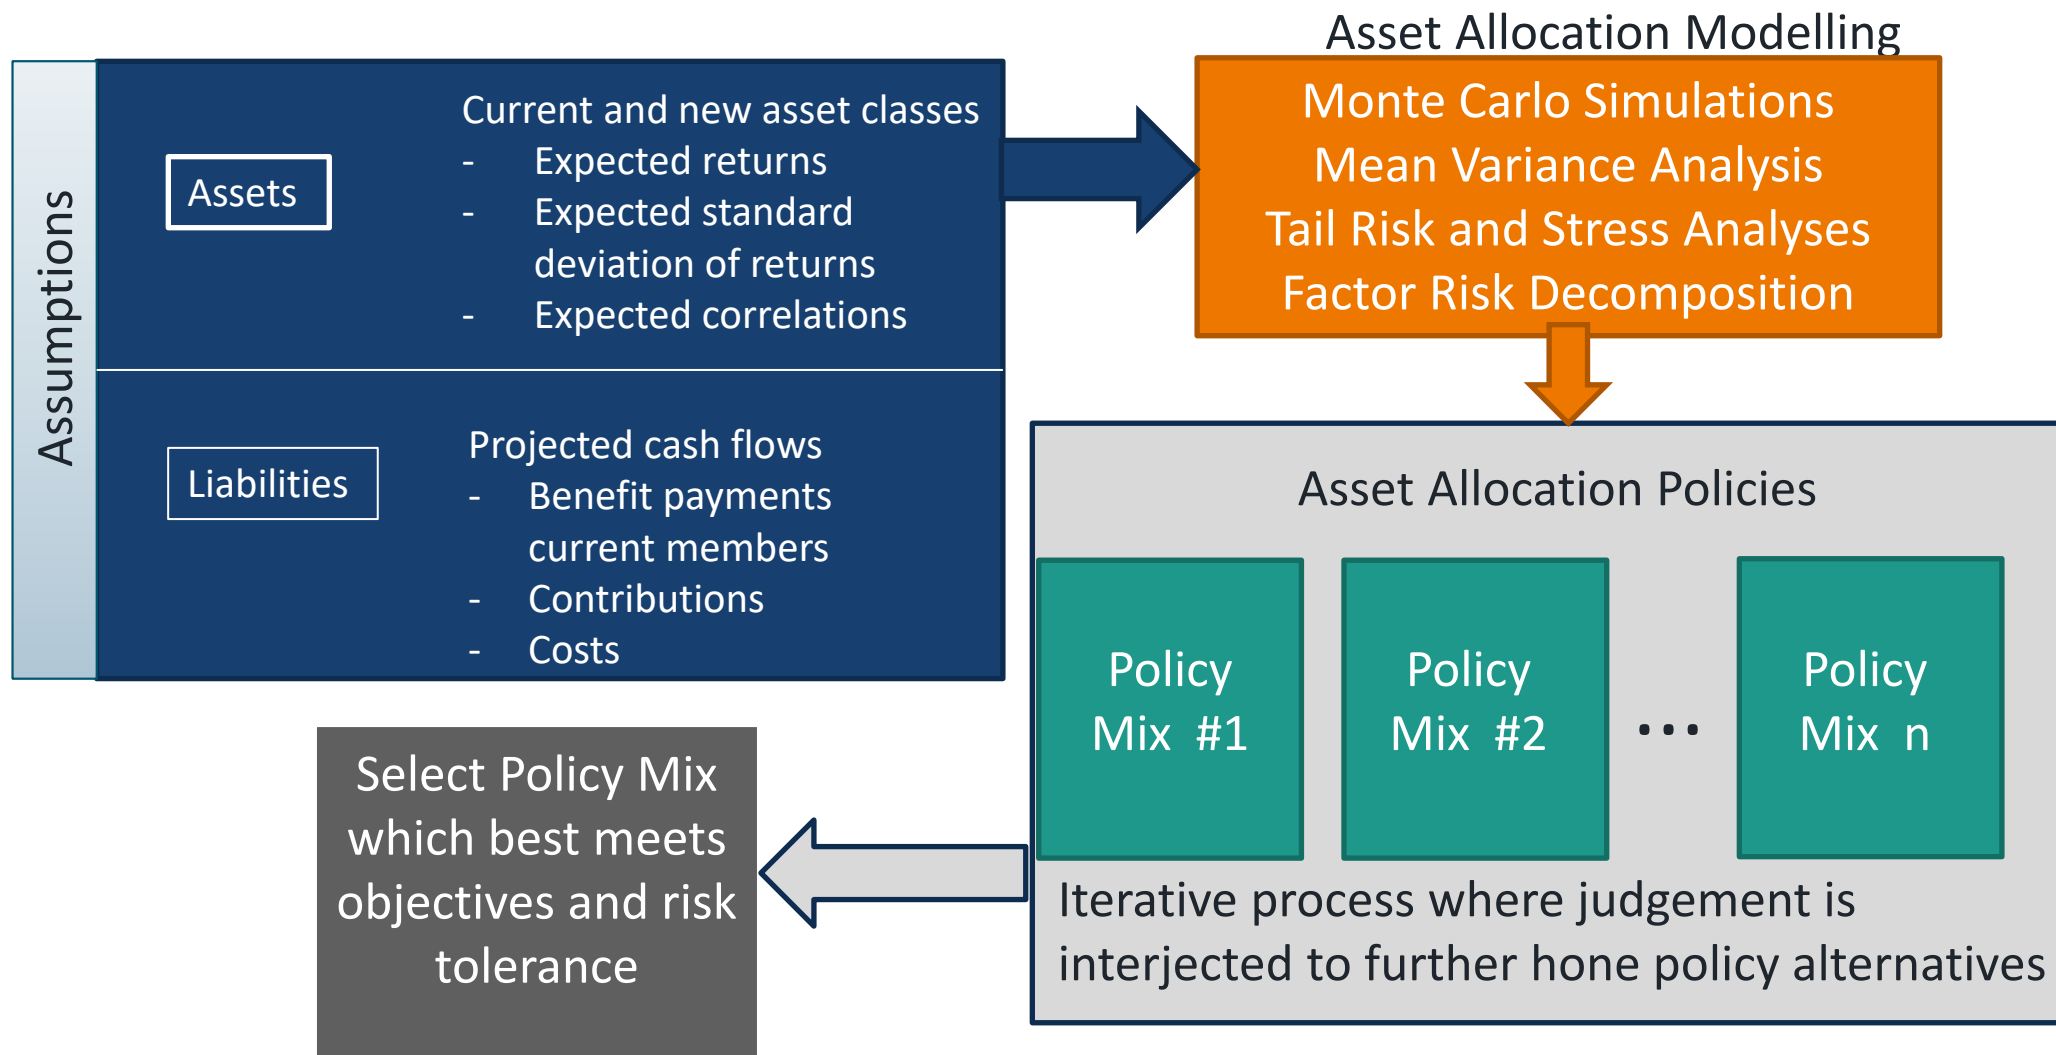 Assumptions
Assets
Current and new asset classes
- Expected returns
- Expected standard
deviation of returns
- Expected correlations
Liabilities
Projected cash flows
- Benefit payments
current members
- Contributions
- Costs
Asset Allocation Modelling
Monte Carlo Simulations
Mean Variance Analysis
Tail Risk and Stress Analyses
Factor Risk Decomposition
Asset Allocation Policies
Policy
Mix #1
Policy
Mix #2
...
Policy
Mix n
Iterative process where judgement is
interjected to further hone policy alternatives
Select Policy Mix
which best meets
objectives and risk
tolerance